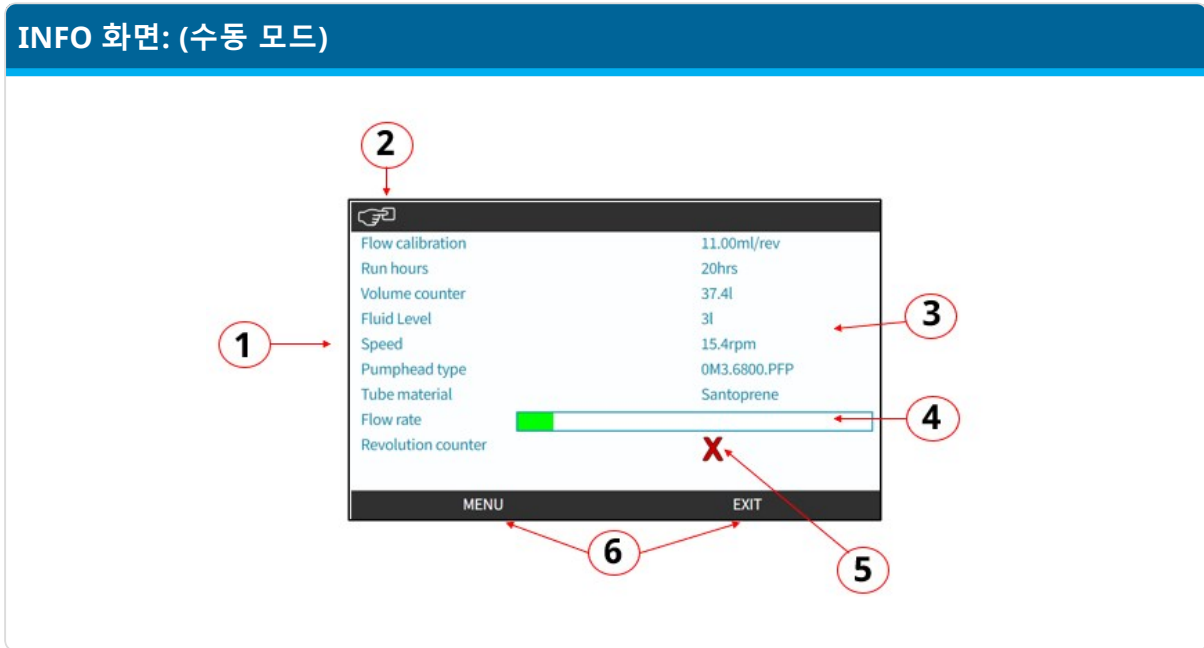 INFO 화면: (수동 모드)
2
Flow calibration 11.00ml/rev
Run hours 20hrs
Volume counter 37.4l
Fluid Level 3l
3
1
Speed 15.4rpm
Pumphead type 0M3.6800.PFP
Tube material Santoprene
Flow rate
4
Revolution counter X
MENU EXIT
6
5